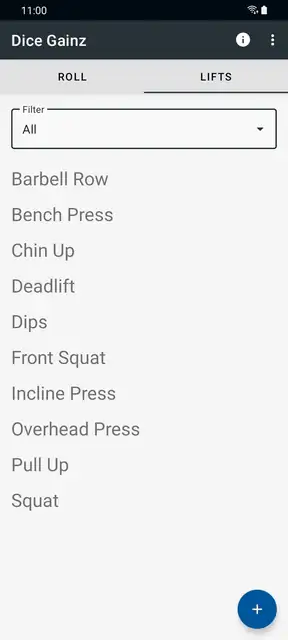 11:00
Dice Gainz
ROLL
LIFTS
Filter
All
Barbell Row
Bench Press
Chin Up
Deadlift
Dips
Front Squat
Incline Press
Overhead Press
Pull Up
Squat